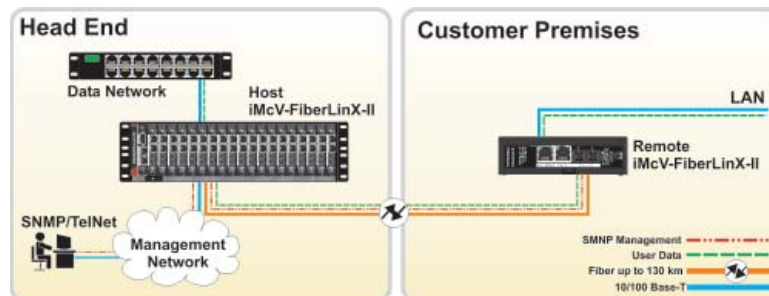 Head End
Data Network
Host
iMcV-FiberLinX-II
SNMP/TelNet
Management
Network
Customer Premises
LAN
Remote
iMcV-FiberLinX-II
SMNP Management
User Data
Fiber up to 130 km
10/100 Base-T